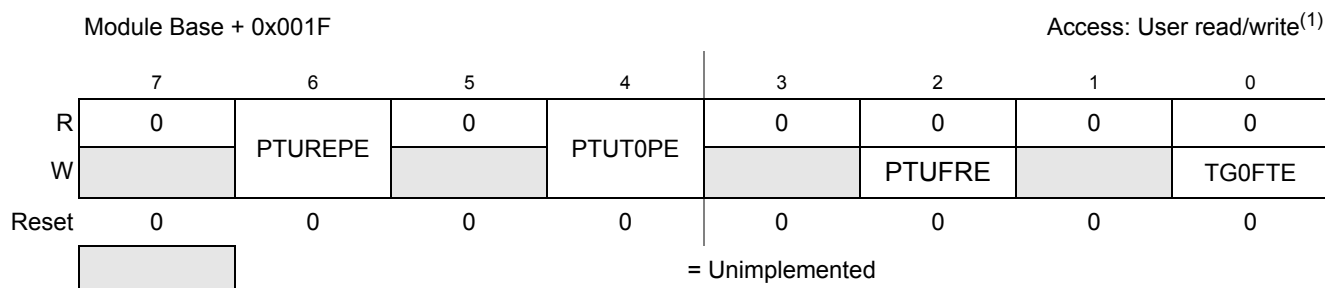 Module Base + 0x001F Access: User read/write(1)
7 6 5 4 3 2 1 0
R 0 PTUREPE 0 PTUT0PE 0 0 0 0
W PTUFRE TG0FTE
Reset 0 0 0 0 0 0 0 0
= Unimplemented